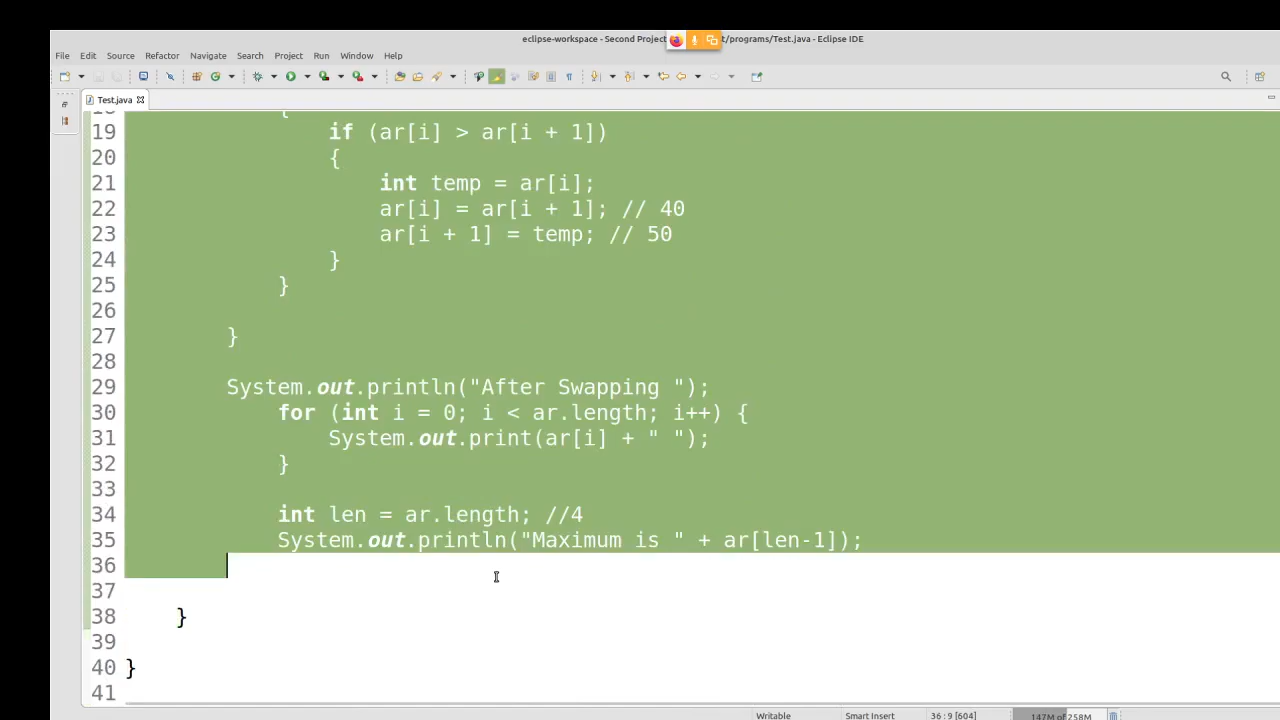 eclipse-workspace - Second Project t/programs/Test.java - Eclipse IDE
File Edit Source Refactor Navigate Search Project Run Window Help
Test.java
18 {
19 if (ar[i] > ar[i + 1])
20 {
21 int temp = ar[i];
22 ar[i] = ar[i + 1]; // 40
23 ar[i + 1] = temp; // 50
24 }
25 }
26
27 }
28
29 System.out.println("After Swapping ");
30 for (int i = 0; i < ar.length; i++) {
31 System.out.print(ar[i] + " ");
32 }
33
34 int len = ar.length; //4
35 System.out.println("Maximum is " + ar[len-1]);
36
37
38 }
39
40 }
41
Writable Smart Insert 36 : 9 [604] 147M of 258M